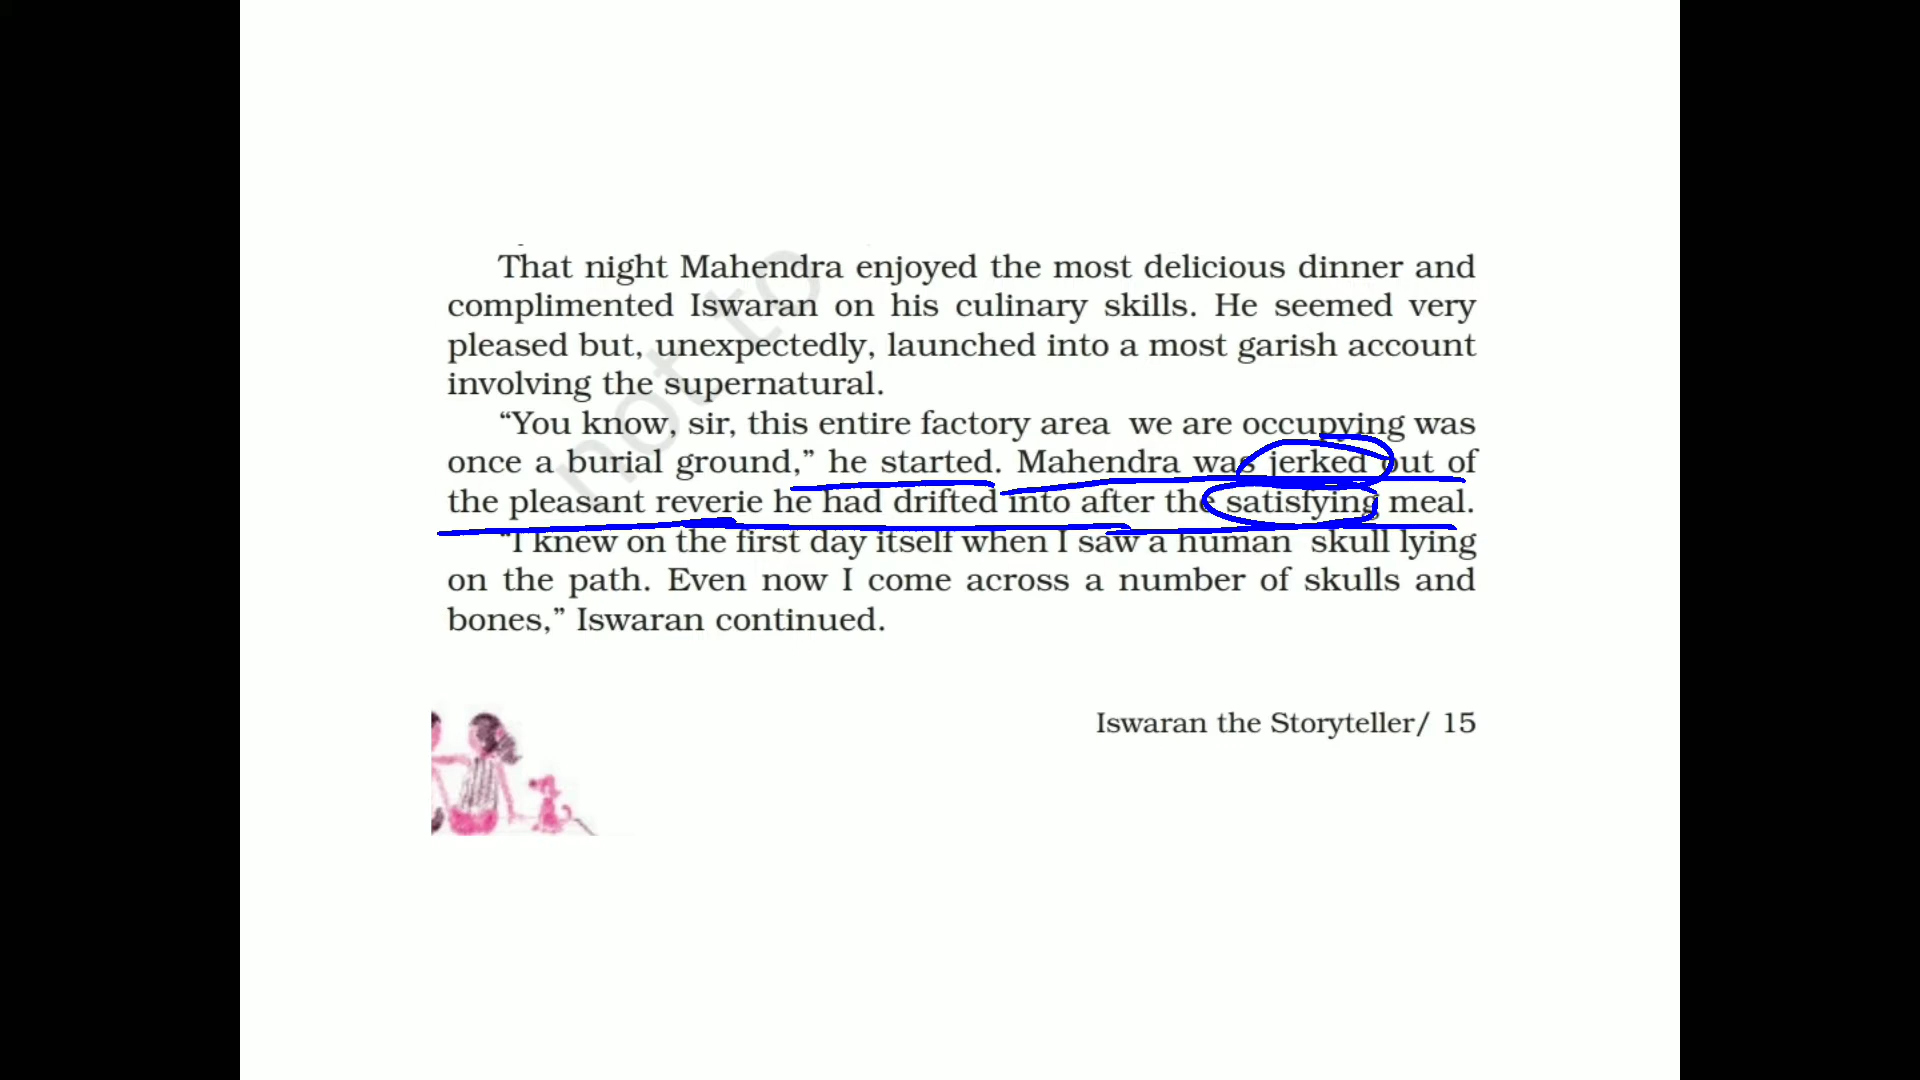 That night Mahendra enjoyed the most delicious dinner and
complimented Iswaran on his culinary skills. He seemed very
pleased but, unexpectedly, launched into a most garish account
involving the supernatural.
“You know, sir, this entire factory area we are occupying was
once a burial ground,” he started. Mahendra was jerked out of
the pleasant reverie he had drifted into after the satisfying meal.
“I knew on the first day itself when I saw a human skull lying
on the path. Even now I come across a number of skulls and
bones,” Iswaran continued.
not to
Iswaran the Storyteller/ 15